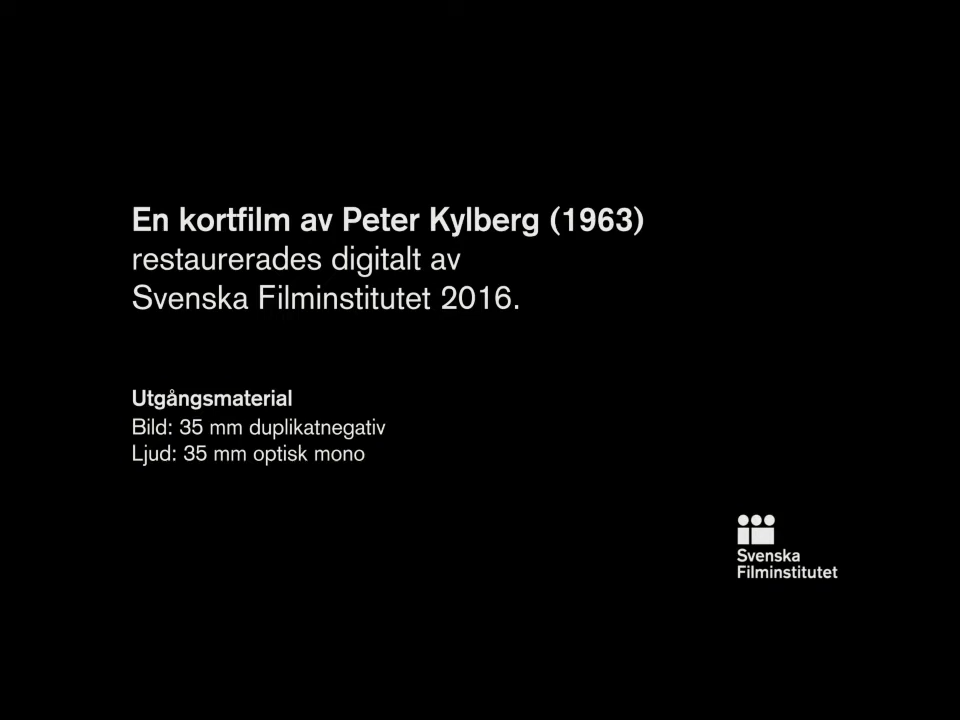 En kortfilm av Peter Kylberg (1963)
restaurerades digitalt av
Svenska Filminstitutet 2016.
Utgångsmaterial
Bild: 35 mm duplikatnegativ
Ljud: 35 mm optisk mono
Svenska
Filminstitutet